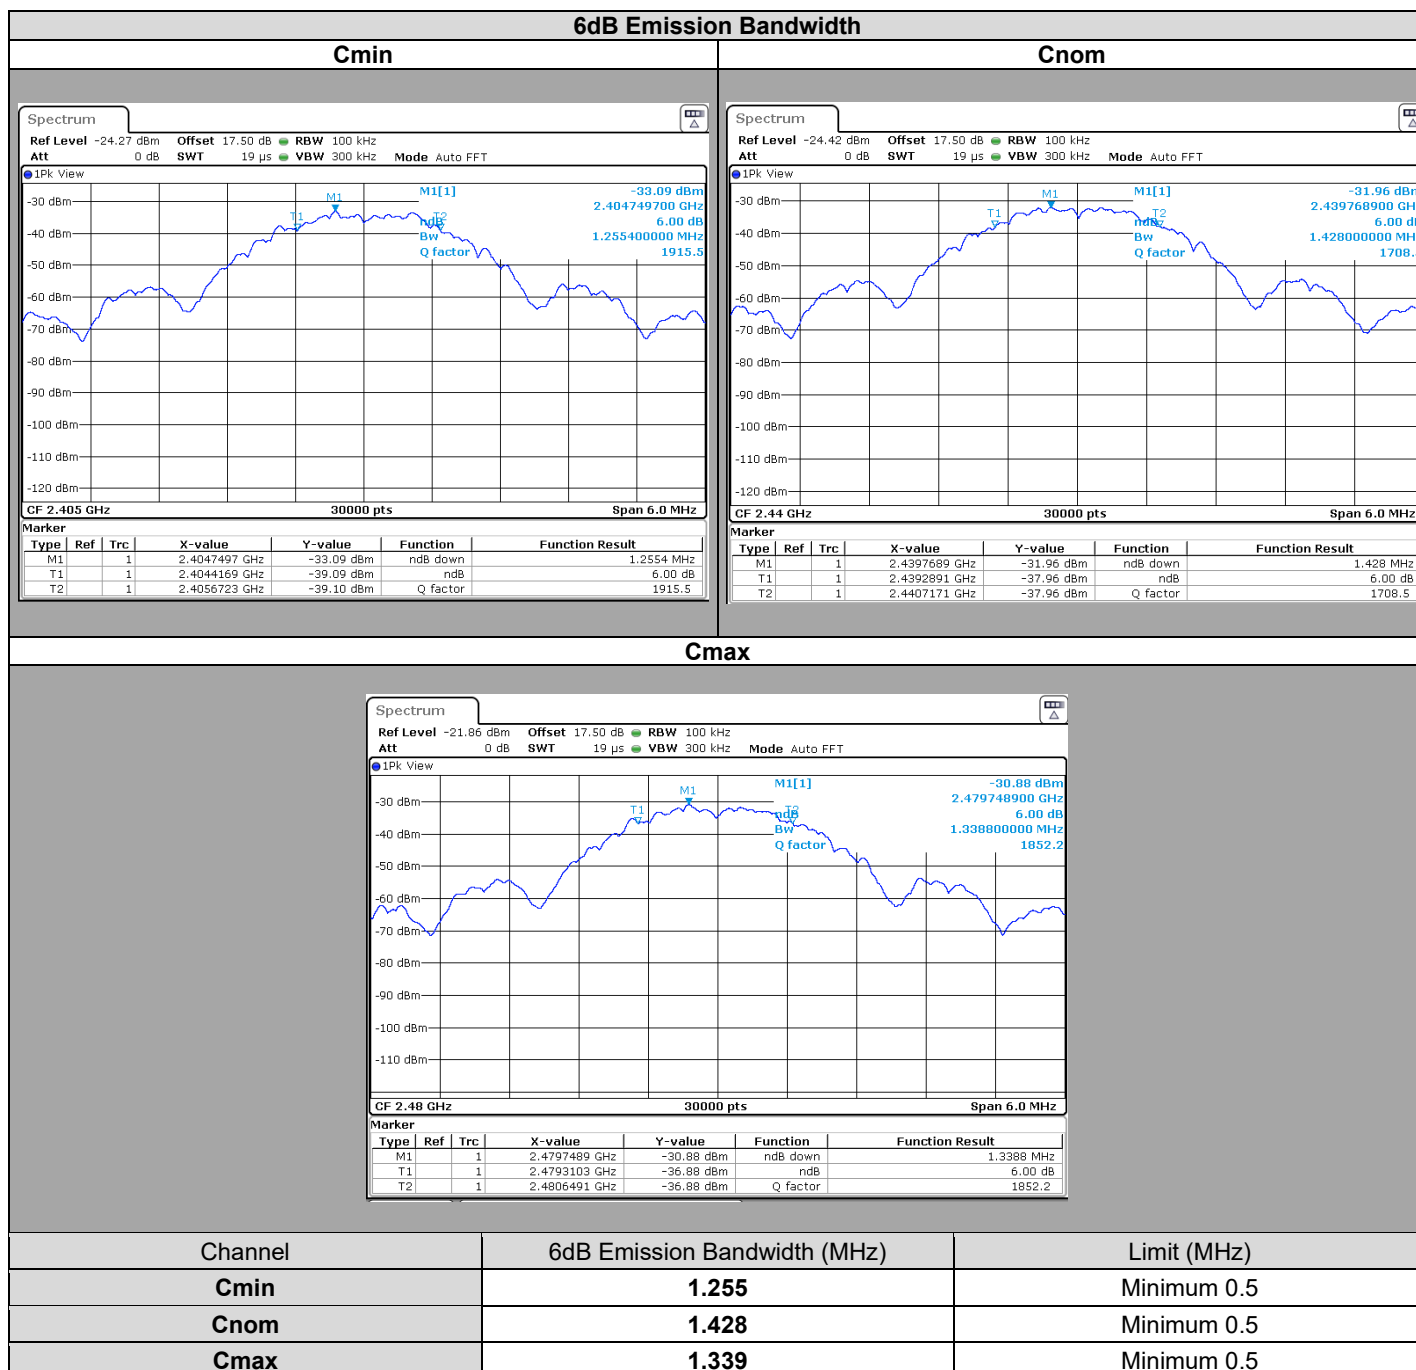 6dB Emission Bandwidth
Cmin Cnom
Spectrum
Ref Level -24.27 dBm Offset 17.50 dB RBW 100 kHz
Att 0 dB SWT 19 µs VBW 300 kHz Mode Auto FFT
1Pk View
M1[1] -33.09 dBm
2.404749700 GHz
ndB 6.00 dB
Bw 1.255400000 MHz
Q factor 1915.5
M1
T1
T2
-30 dBm
-40 dBm
-50 dBm
-60 dBm
-70 dBm
-80 dBm
-90 dBm
-100 dBm
-110 dBm
-120 dBm
CF 2.405 GHz 30000 pts Span 6.0 MHz
Marker
Type Ref Trc X-value Y-value Function Function Result
M1 1 2.4047497 GHz -33.09 dBm ndB down 1.2554 MHz
T1 1 2.4044169 GHz -39.09 dBm ndB 6.00 dB
T2 1 2.4056723 GHz -39.10 dBm Q factor 1915.5
Spectrum
Ref Level -24.42 dBm Offset 17.50 dB RBW 100 kHz
Att 0 dB SWT 19 µs VBW 300 kHz Mode Auto FFT
1Pk View
M1[1] -31.96 dBm
2.439768900 GH
ndB 6.00 d
Bw 1.428000000 MH
Q factor 1708.
M1
T1
T2
-30 dBm
-40 dBm
-50 dBm
-60 dBm
-70 dBm
-80 dBm
-90 dBm
-100 dBm
-110 dBm
-120 dBm
CF 2.44 GHz 30000 pts Span 6.0 MHz
Marker
Type Ref Trc X-value Y-value Function Function Result
M1 1 2.4397689 GHz -31.96 dBm ndB down 1.428 MHz
T1 1 2.4392891 GHz -37.96 dBm ndB 6.00 dB
T2 1 2.4407171 GHz -37.96 dBm Q factor 1708.5
Cmax
Spectrum
Ref Level -21.86 dBm Offset 17.50 dB RBW 100 kHz
Att 0 dB SWT 19 µs VBW 300 kHz Mode Auto FFT
1Pk View
M1[1] -30.88 dBm
2.479748900 GHz
ndB 6.00 dB
Bw 1.338800000 MHz
Q factor 1852.2
M1
T1
T2
-30 dBm
-40 dBm
-50 dBm
-60 dBm
-70 dBm
-80 dBm
-90 dBm
-100 dBm
-110 dBm
CF 2.48 GHz 30000 pts Span 6.0 MHz
Marker
Type Ref Trc X-value Y-value Function Function Result
M1 1 2.4797489 GHz -30.88 dBm ndB down 1.3388 MHz
T1 1 2.4793103 GHz -36.88 dBm ndB 6.00 dB
T2 1 2.4806491 GHz -36.88 dBm Q factor 1852.2
Channel 6dB Emission Bandwidth (MHz) Limit (MHz)
Cmin 1.255 Minimum 0.5
Cnom 1.428 Minimum 0.5
Cmax 1.339 Minimum 0.5